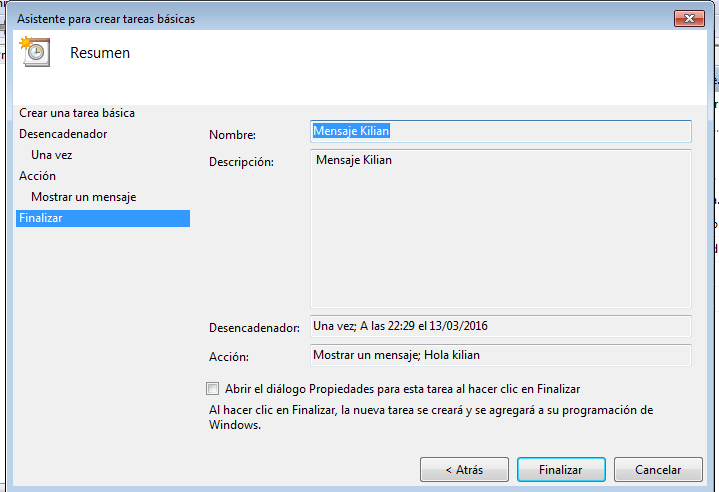 Asistente para crear tareas básicas
Resumen
Crear una tarea básica
Desencadenador
Una vez
Acción
Mostrar un mensaje
Finalizar
Nombre: Mensaje Kilian
Descripción: Mensaje Kilian
Desencadenador: Una vez; A las 22:29 el 13/03/2016
Acción: Mostrar un mensaje; Hola kilian
Abrir el diálogo Propiedades para esta tarea al hacer clic en Finalizar
Al hacer clic en Finalizar, la nueva tarea se creará y se agregará a su programación de
Windows.
< Atrás Finalizar Cancelar